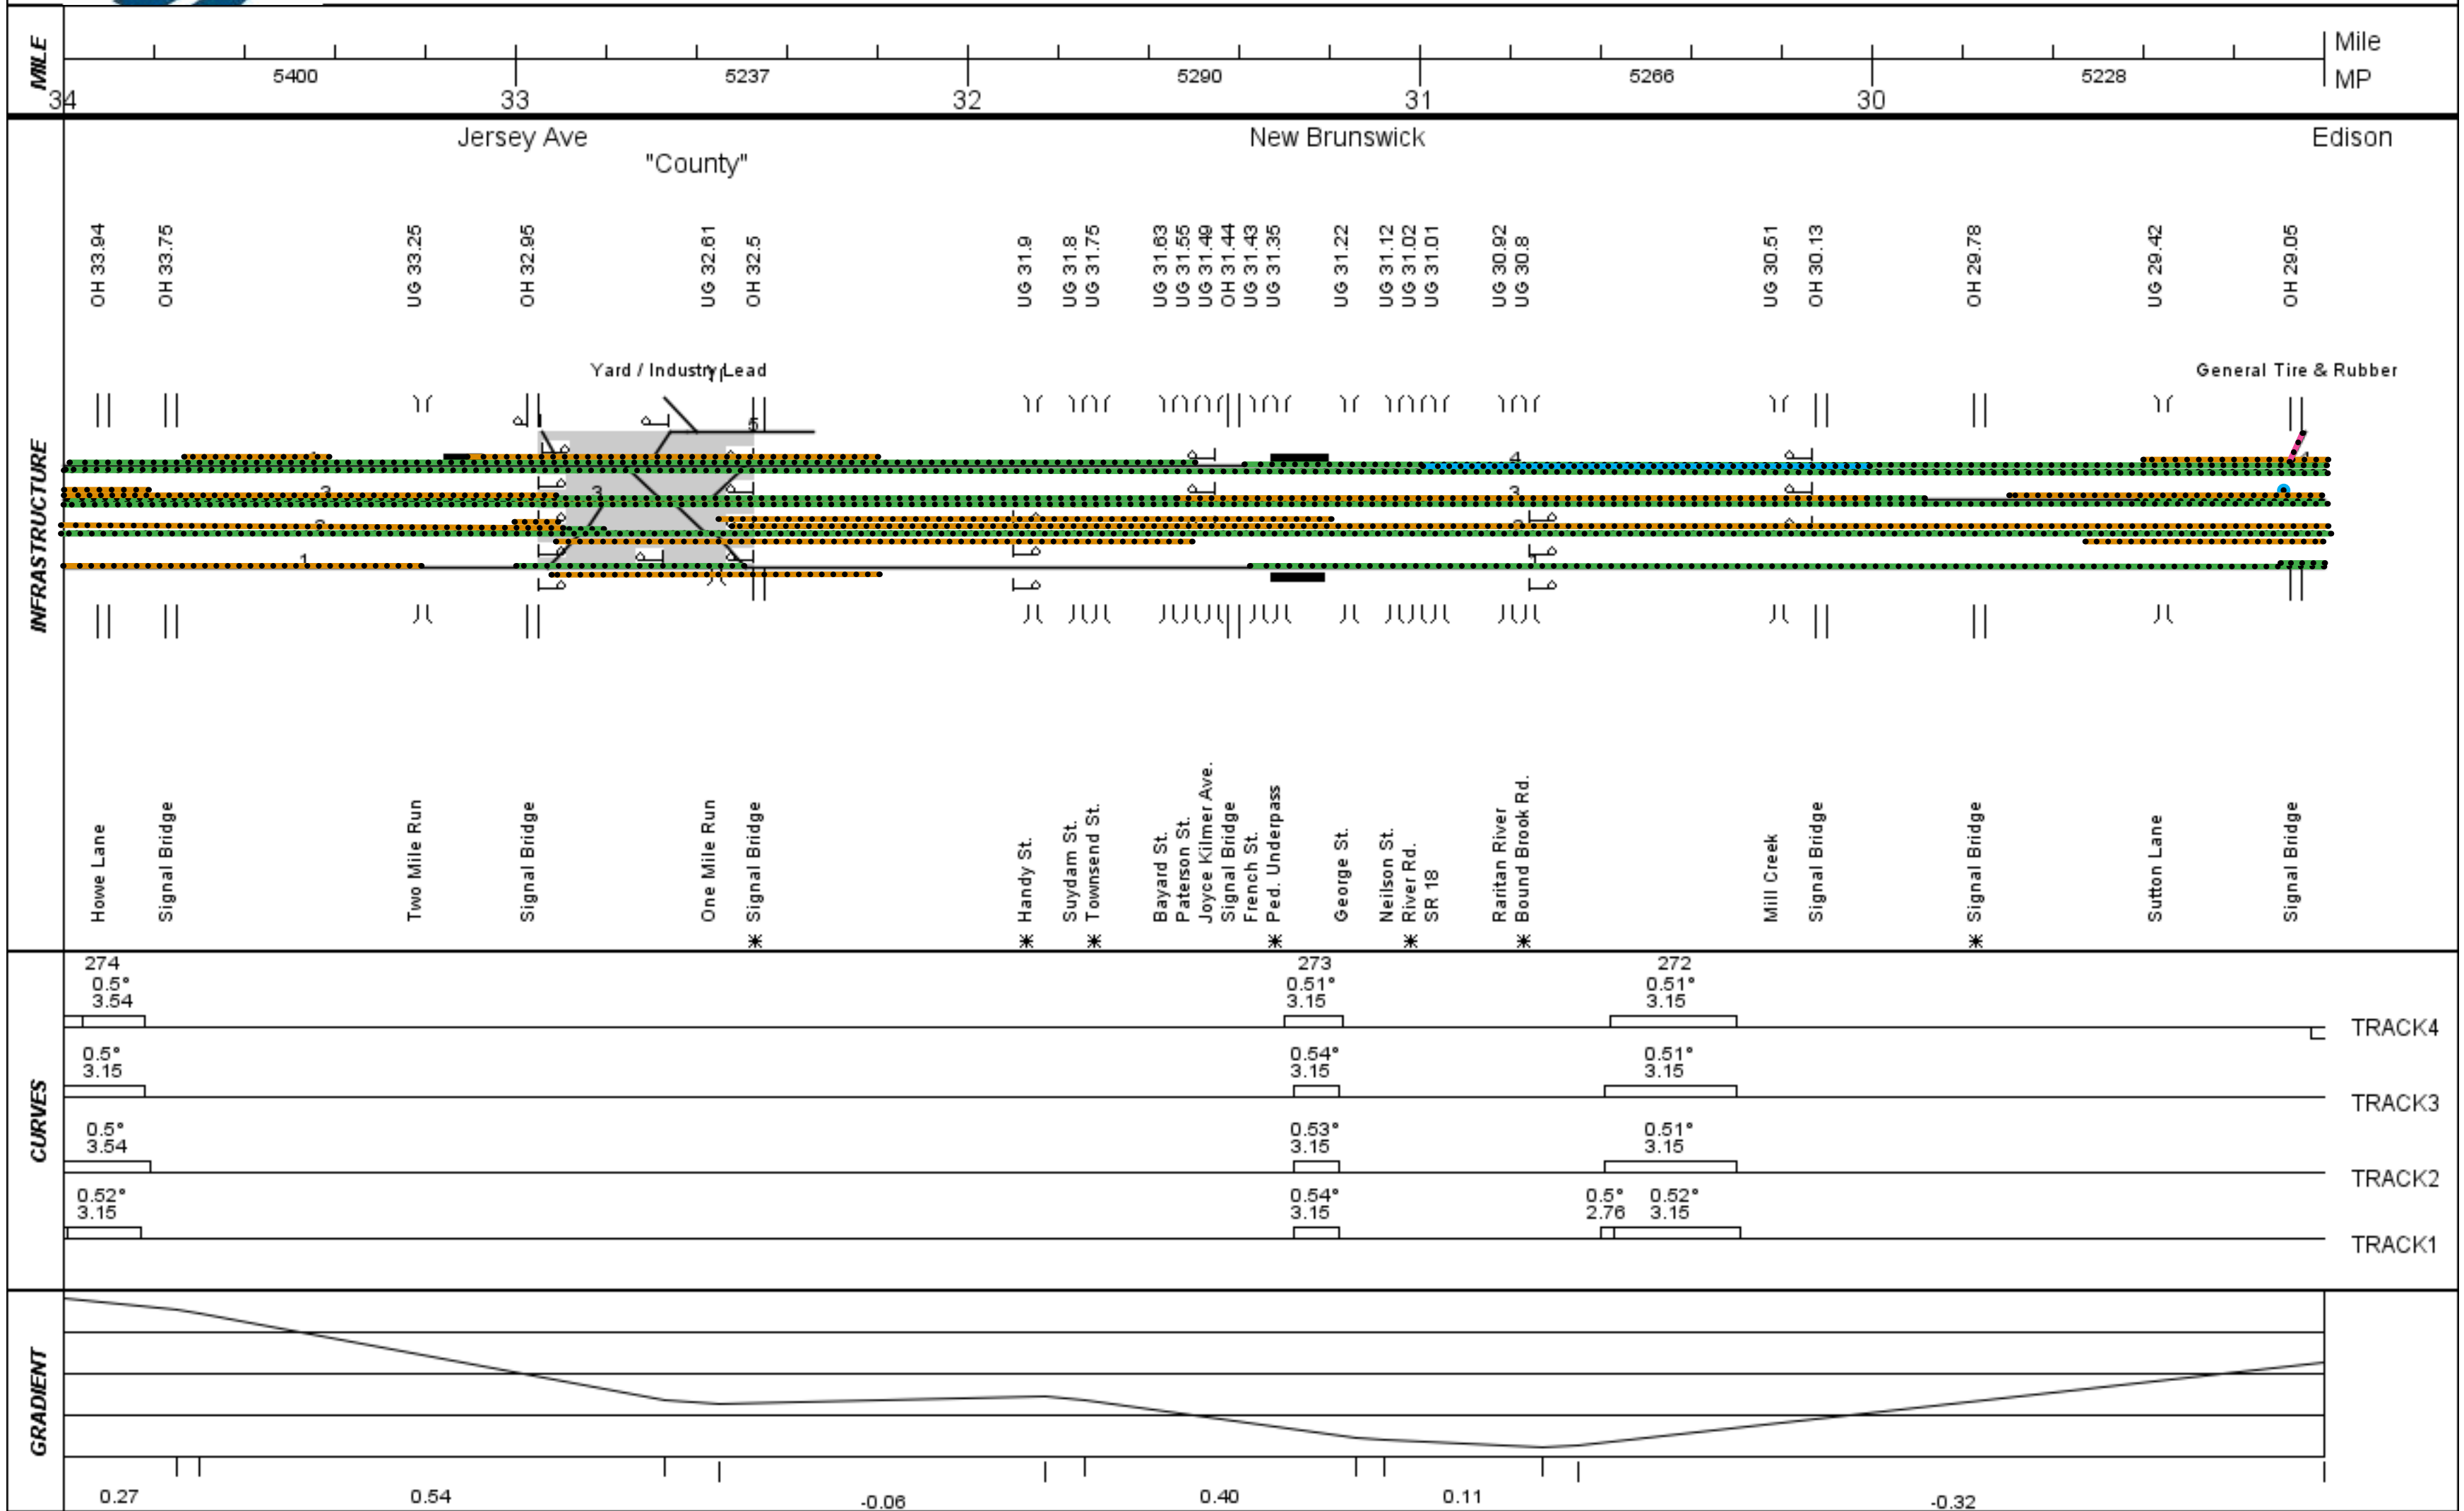 MILE
Mile
5400 5237 5290 5266 5228
MP
34 33 32 31 30
Jersey Ave New Brunswick Edison
"County"
OH 33.94
OH 33.75
UG 33.25
OH 32.95
UG 32.61
OH 32.5
UG 31.9
UG 31.8
UG 31.75
UG 31.63
UG 31.55
UG 31.49
OH 31.44
UG 31.43
UG 31.35
UG 31.22
UG 31.12
UG 31.02
UG 31.01
UG 30.92
UG 30.8
UG 30.51
OH 30.13
OH 29.78
UG 29.42
OH 29.05
Yard / Industry Lead
General Tire & Rubber
INFRASTRUCTURE
5
4
3 3
1
Howe Lane
Signal Bridge
Two Mile Run
Signal Bridge
One Mile Run
Signal Bridge
Handy St.
Suydam St.
Townsend St.
Bayard St.
Paterson St.
Joyce Kilmer Ave.
Signal Bridge
French St.
Ped. Underpass
George St.
Neilson St.
River Rd.
SR 18
Raritan River
Bound Brook Rd.
Mill Creek
Signal Bridge
Signal Bridge
Sutton Lane
Signal Bridge
CURVES
274 273 272
0.5° 0.51° 0.51°
3.54 3.15 3.15
TRACK4
0.5° 0.54° 0.51°
3.15 3.15 3.15
TRACK3
0.5° 0.53° 0.51°
3.54 3.15 3.15
TRACK2
0.52° 0.54° 0.5° 0.52°
3.15 3.15 2.76 3.15
TRACK1
GRADIENT
0.27 0.54 -0.06 0.40 0.11 -0.32